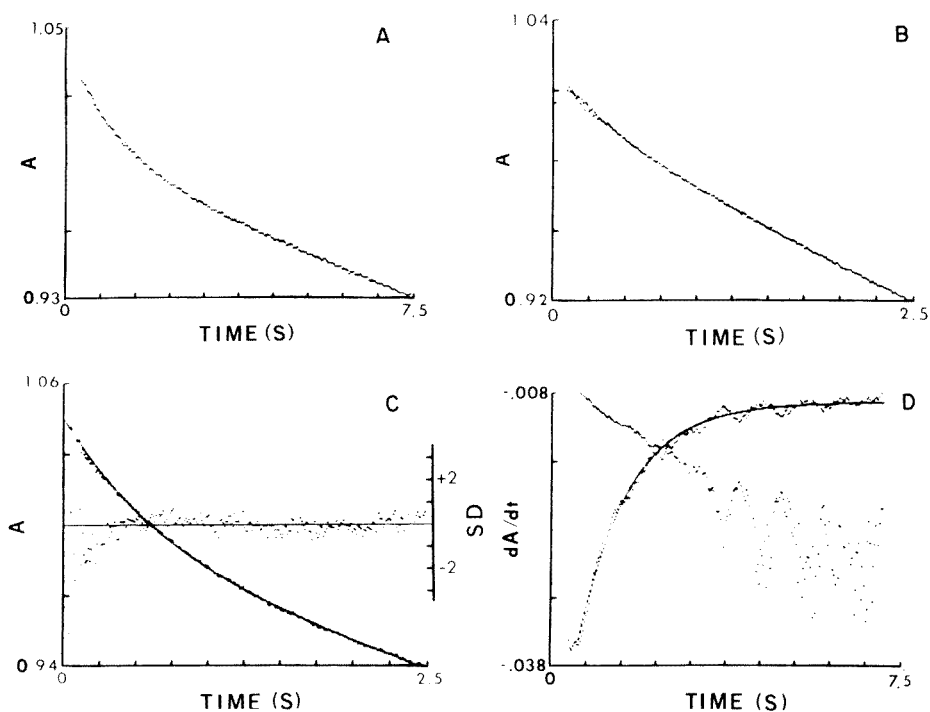 1.05
A
A
0.93
0
7.5
TIME (S)
1.04
B
A
0.92
0
2.5
TIME (S)
1.06
C
A
+2
SD
-2
0.94
0
2.5
TIME (S)
-.008
D
dA/dt
-.038
0
7.5
TIME (S)